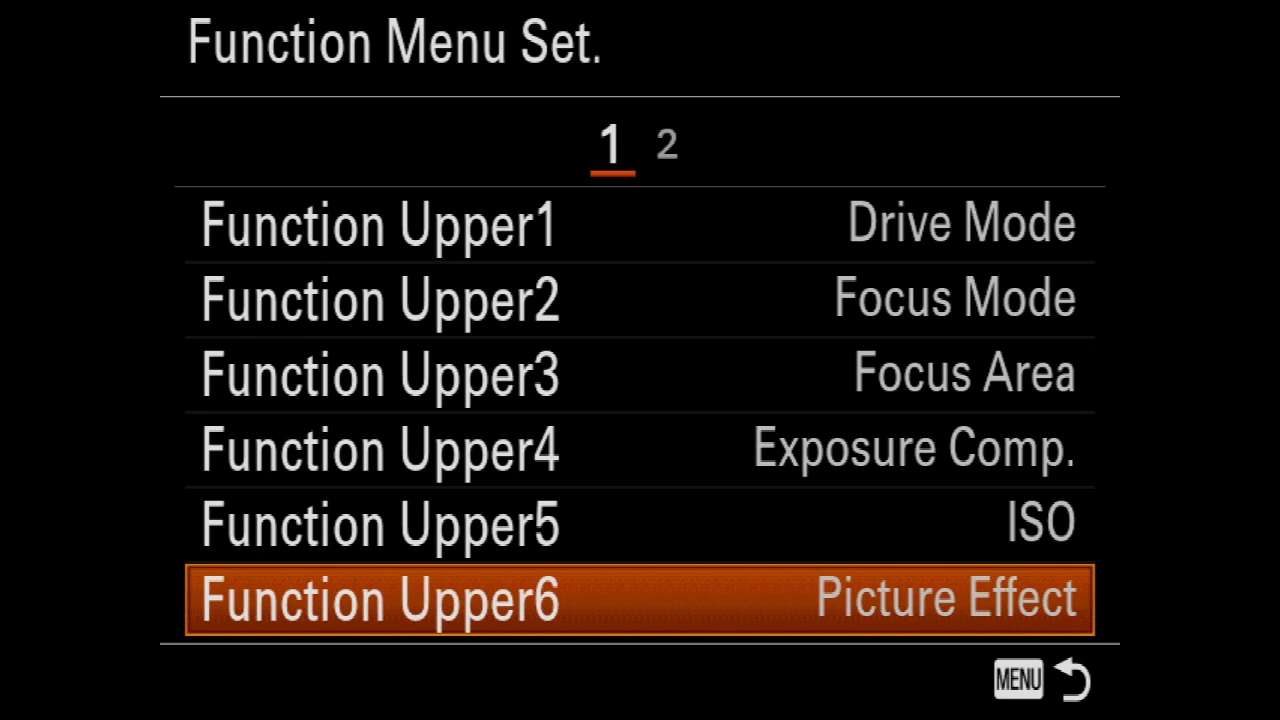 Function Menu Set.
1 2
Function Upper1 Drive Mode
Function Upper2 Focus Mode
Function Upper3 Focus Area
Function Upper4 Exposure Comp.
Function Upper5 ISO
Function Upper6 Picture Effect
MENU